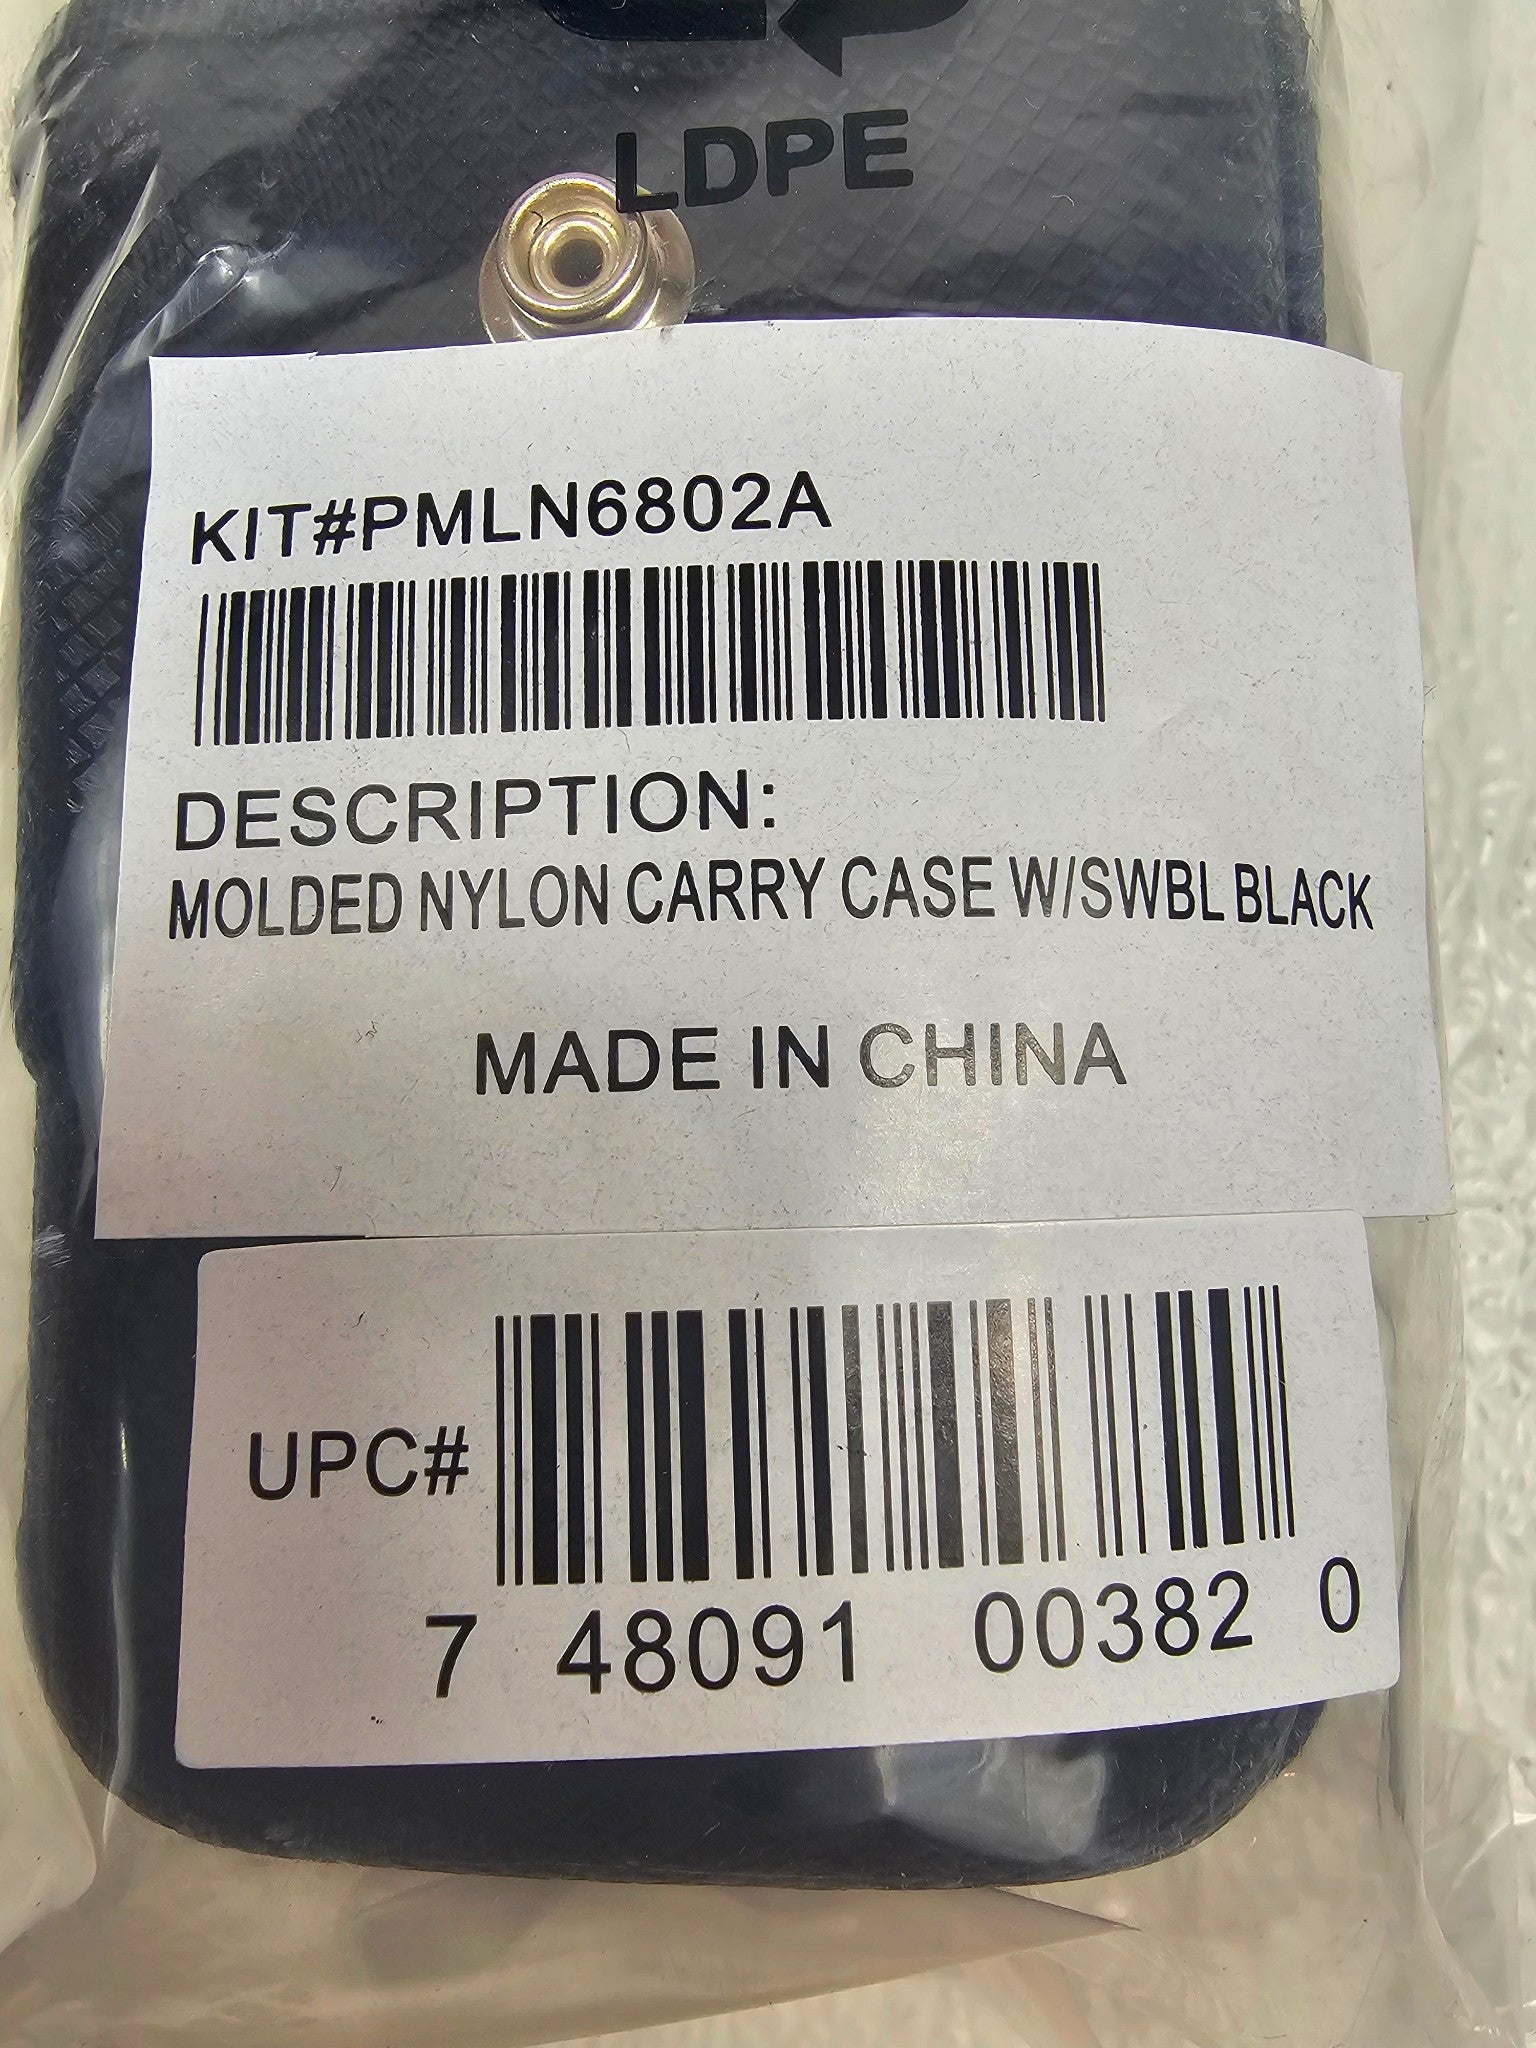 LDPE
KIT#PMLN6802A
DESCRIPTION:
MOLDED NYLON CARRY CASE W/SWBL BLACK
MADE IN CHINA
UPC#
7 48091 00382 0